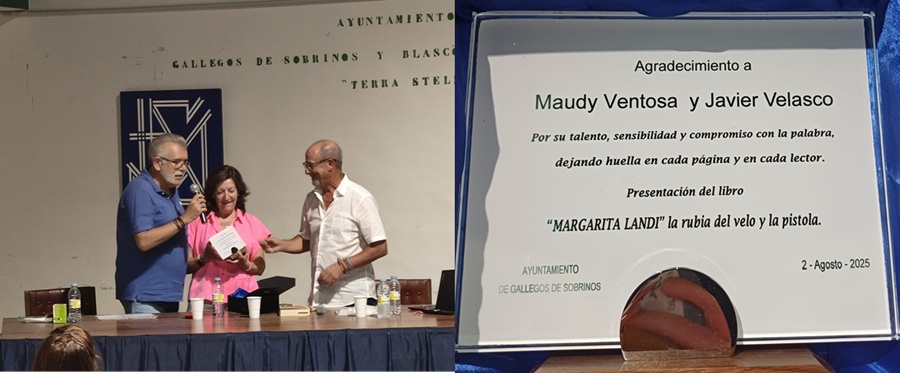 AYUNTAMIENTO
GALLEGOS DE SOBRINOS Y BLASC
"TERRA STEL
Agradecimiento a
Maudy Ventosa y Javier Velasco
Por su talento, sensibilidad y compromiso con la palabra,
dejando huella en cada página y en cada lector.
Presentación del libro
"MARGARITA LANDI" la rubia del velo y la pistola.
2 - Agosto - 2025
AYUNTAMIENTO
DE GALLEGOS DE SOBRINOS